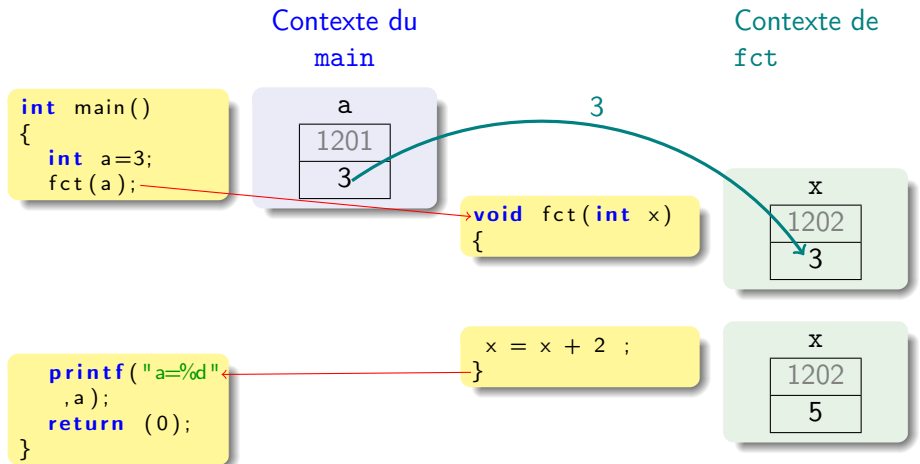 Contexte du
main
Contexte de
fct
int main()
{
int a=3;
fct(a);
a
1201
3
3
void fct(int x)
{
x
1202
3
x = x + 2 ;
}
x
1202
5
printf("a=%d"
,a);
return (0);
}